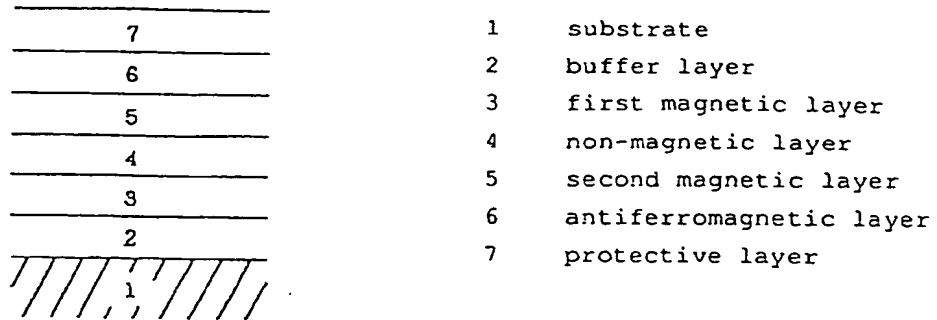 7
6
5
4
3
2
1
1 substrate
2 buffer layer
3 first magnetic layer
4 non-magnetic layer
5 second magnetic layer
6 antiferromagnetic layer
7 protective layer